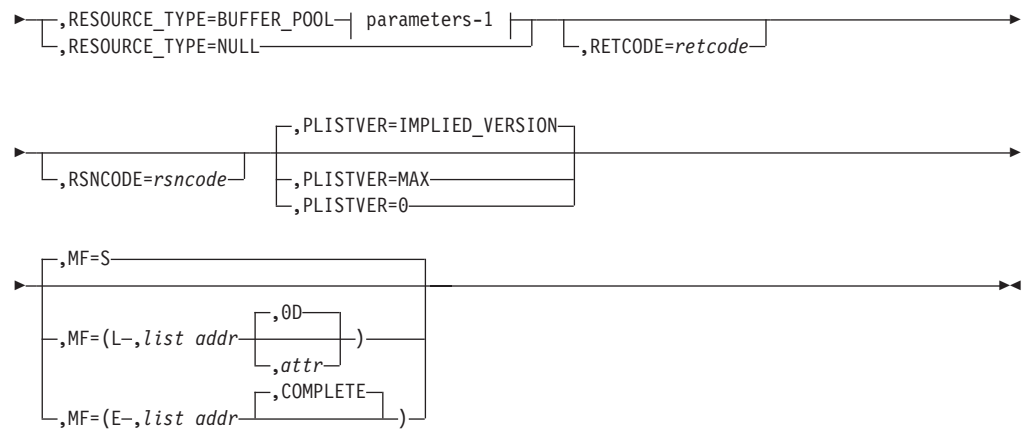 ,RESOURCE_TYPE=BUFFER_POOL parameters-1
,RESOURCE_TYPE=NULL ,RETCODE=retcode
,PLISTVER=IMPLIED_VERSION
,RSNCODE=rsncode ,PLISTVER=MAX
,PLISTVER=0
,MF=S
,0D
,MF=(L ,list addr )
,attr
,COMPLETE
,MF=(E ,list addr )